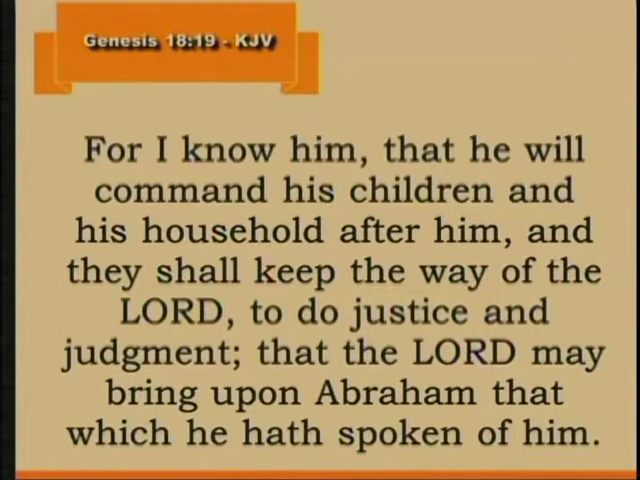 Genesis 18:19 - KJV
For I know him, that he will
command his children and
his household after him, and
they shall keep the way of the
LORD, to do justice and
judgment; that the LORD may
bring upon Abraham that
which he hath spoken of him.